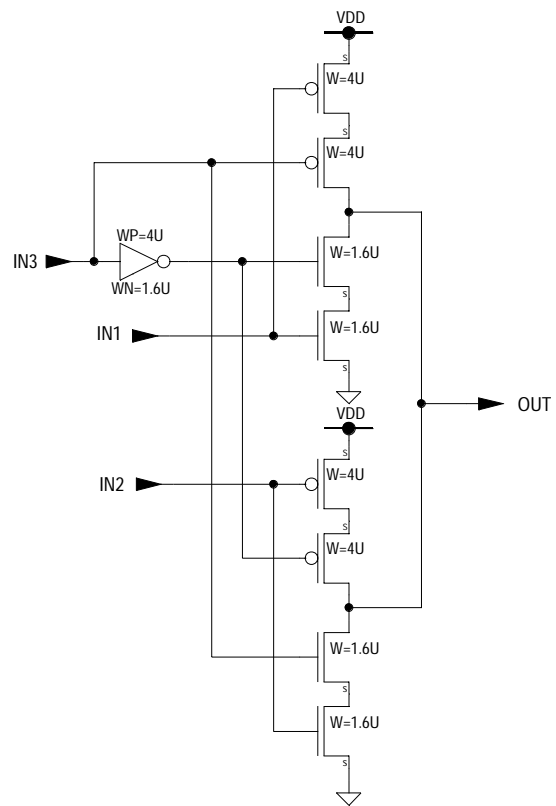 VDD
S
W=4U
S
W=4U
WP=4U
IN3
W=1.6U
WN=1.6U
S
IN1
W=1.6U
S
OUT
VDD
S
IN2
W=4U
S
W=4U
W=1.6U
S
W=1.6U
S